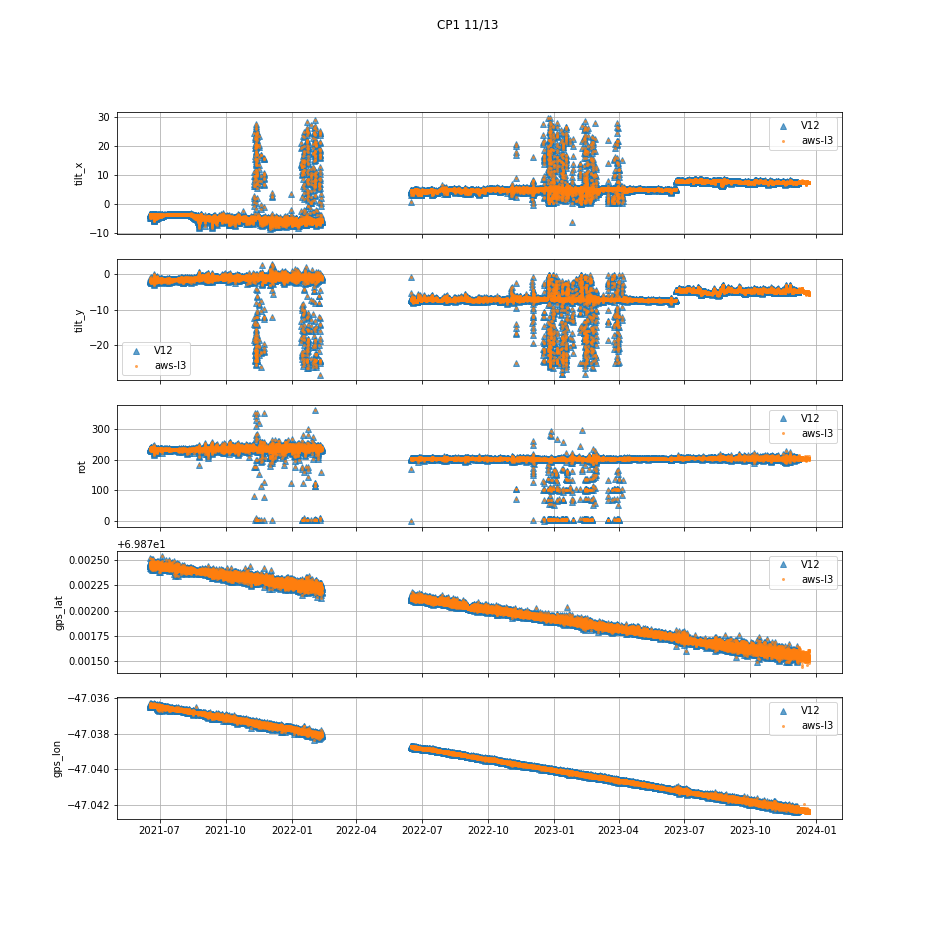 CP1 11/13
30
20
10
0
−10
tilt_x
V12
aws-l3
0
−10
−20
tilt_y
V12
aws-l3
300
200
100
0
rot
V12
aws-l3
+6.987e1
0.00250
0.00225
0.00200
0.00175
0.00150
gps_lat
V12
aws-l3
−47.036
−47.038
−47.040
−47.042
gps_lon
V12
aws-l3
2021-07 2021-10 2022-01 2022-04 2022-07 2022-10 2023-01 2023-04 2023-07 2023-10 2024-01